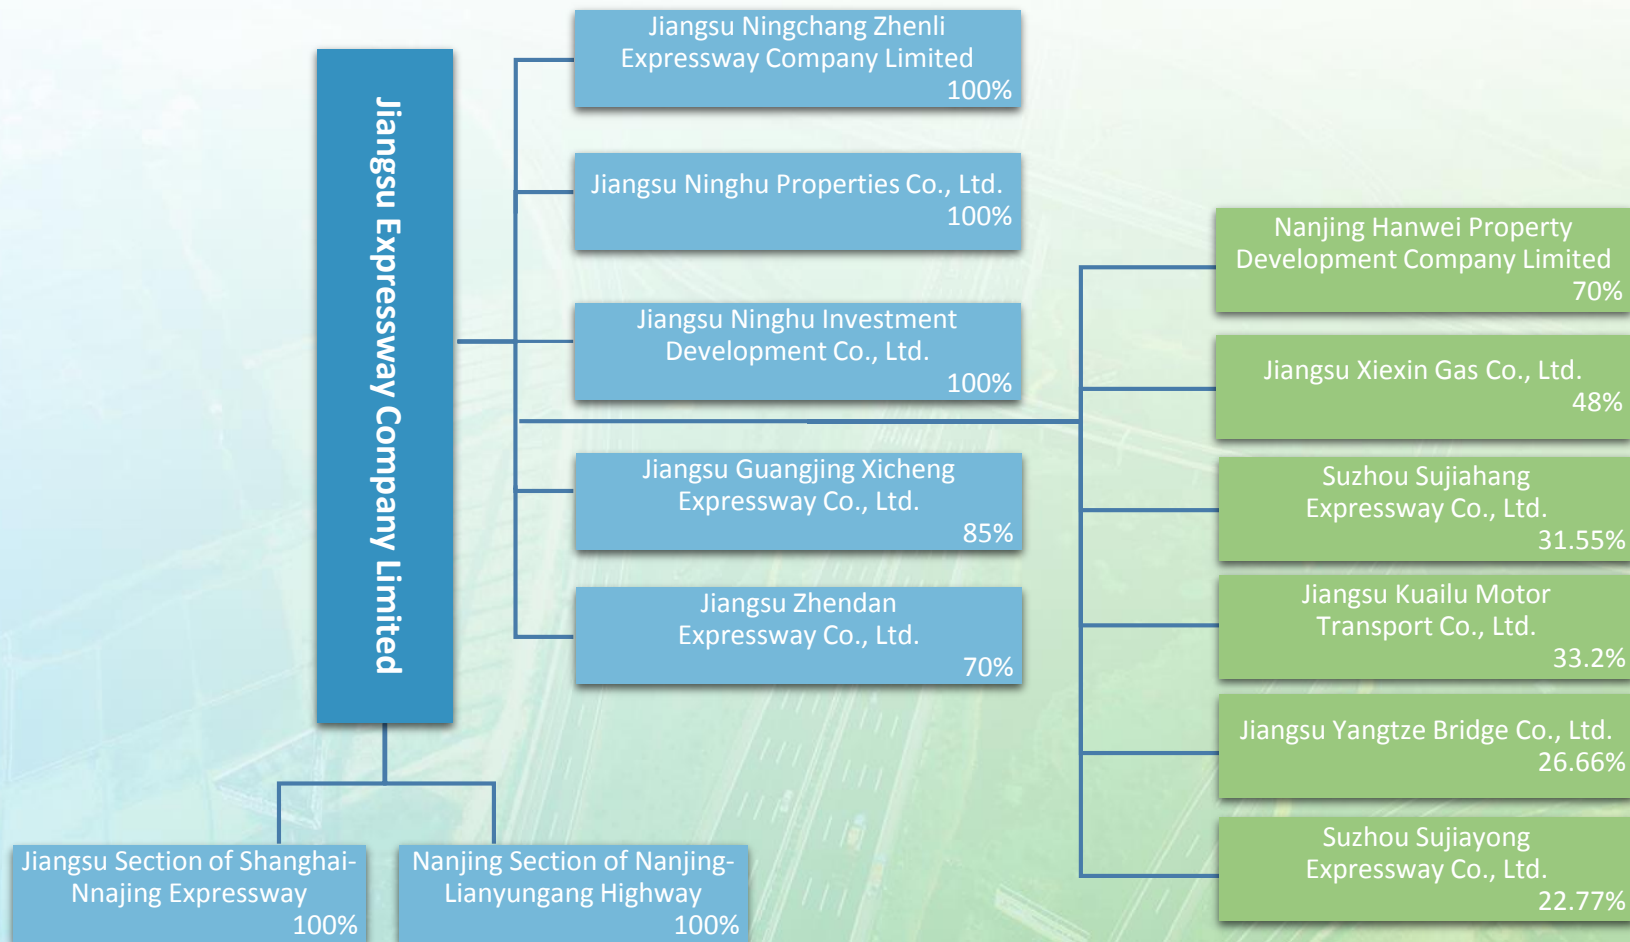 Jiangsu Expressway Company Limited
Jiangsu Ningchang Zhenli
Expressway Company Limited
100%
Jiangsu Ninghu Properties Co., Ltd.
100%
Jiangsu Ninghu Investment
Development Co., Ltd.
100%
Jiangsu Guangjing Xicheng
Expressway Co., Ltd.
85%
Jiangsu Zhendan
Expressway Co., Ltd.
70%
Nanjing Hanwei Property
Development Company Limited
70%
Jiangsu Xiexin Gas Co., Ltd.
48%
Suzhou Sujiahang
Expressway Co., Ltd.
31.55%
Jiangsu Kuailu Motor
Transport Co., Ltd.
33.2%
Jiangsu Yangtze Bridge Co., Ltd.
26.66%
Suzhou Sujiayong
Expressway Co., Ltd.
22.77%
Jiangsu Section of Shanghai-
Nnajing Expressway
100%
Nanjing Section of Nanjing-
Lianyungang Highway
100%